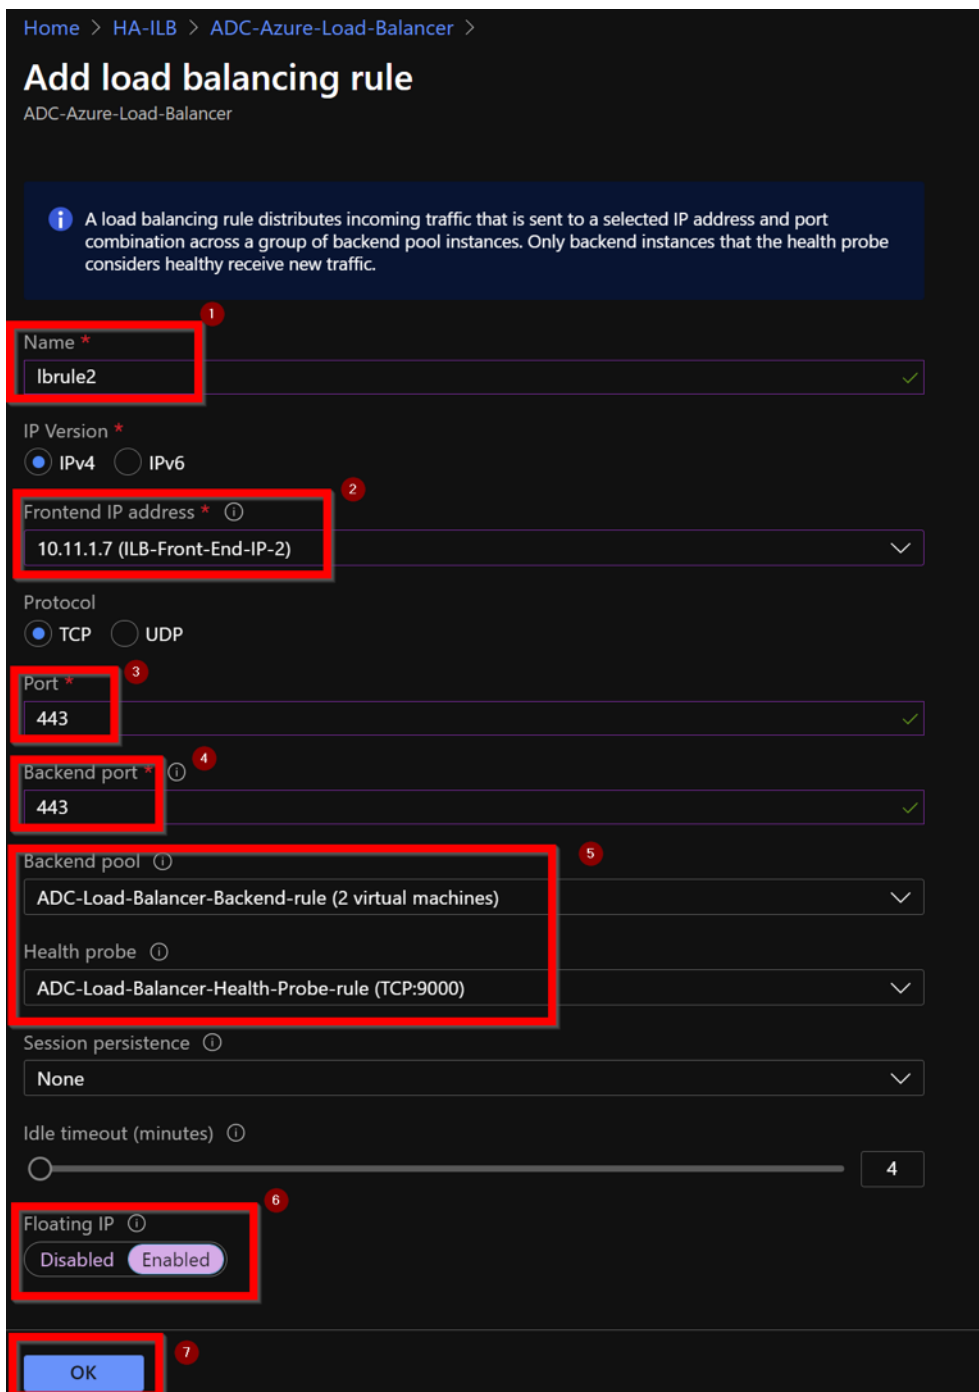 Home > HA-ILB > ADC-Azure-Load-Balancer >
Add load balancing rule
ADC-Azure-Load-Balancer
A load balancing rule distributes incoming traffic that is sent to a selected IP address and port
combination across a group of backend pool instances. Only backend instances that the health probe
considers healthy receive new traffic.
1
Name *
lbrule2
IP Version *
IPv4 IPv6
2
Frontend IP address *
10.11.1.7 (ILB-Front-End-IP-2)
Protocol
TCP UDP
3
Port *
443
4
Backend port *
443
5
Backend pool
ADC-Load-Balancer-Backend-rule (2 virtual machines)
Health probe
ADC-Load-Balancer-Health-Probe-rule (TCP:9000)
Session persistence
None
Idle timeout (minutes)
4
6
Floating IP
Disabled Enabled
7
OK